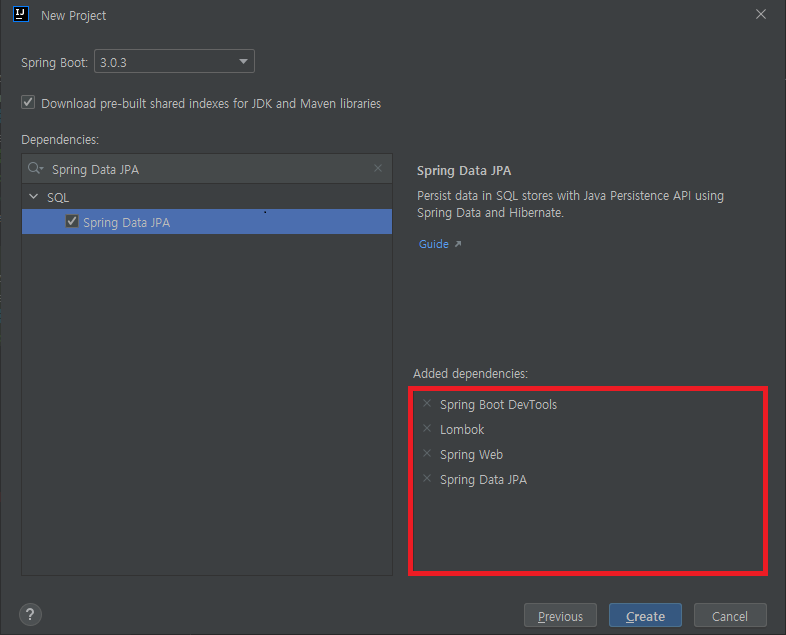 IJ
New Project
Spring Boot: 3.0.3
Download pre-built shared indexes for JDK and Maven libraries
Dependencies:
Spring Data JPA
SQL
Spring Data JPA
Spring Data JPA
Persist data in SQL stores with Java Persistence API using
Spring Data and Hibernate.
Guide
Added dependencies:
Spring Boot DevTools
Lombok
Spring Web
Spring Data JPA
?
Previous
Create
Cancel